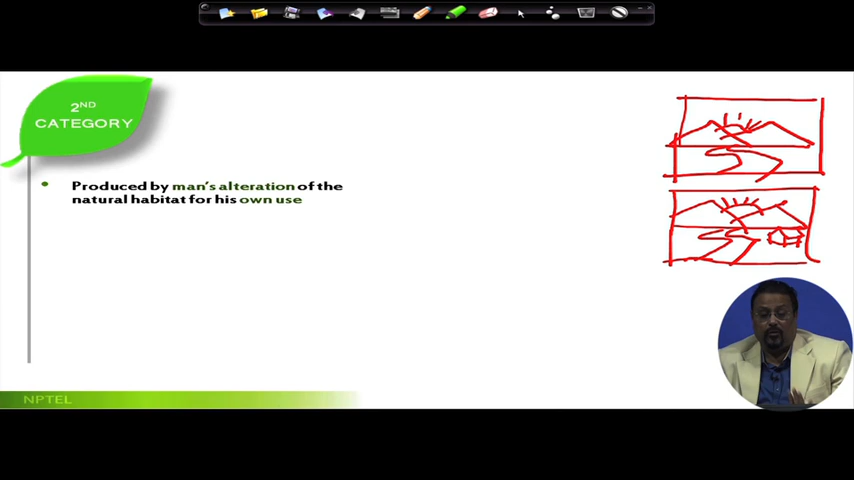 2ND
CATEGORY
• Produced by man's alteration of the
natural habitat for his own use
NPTEL